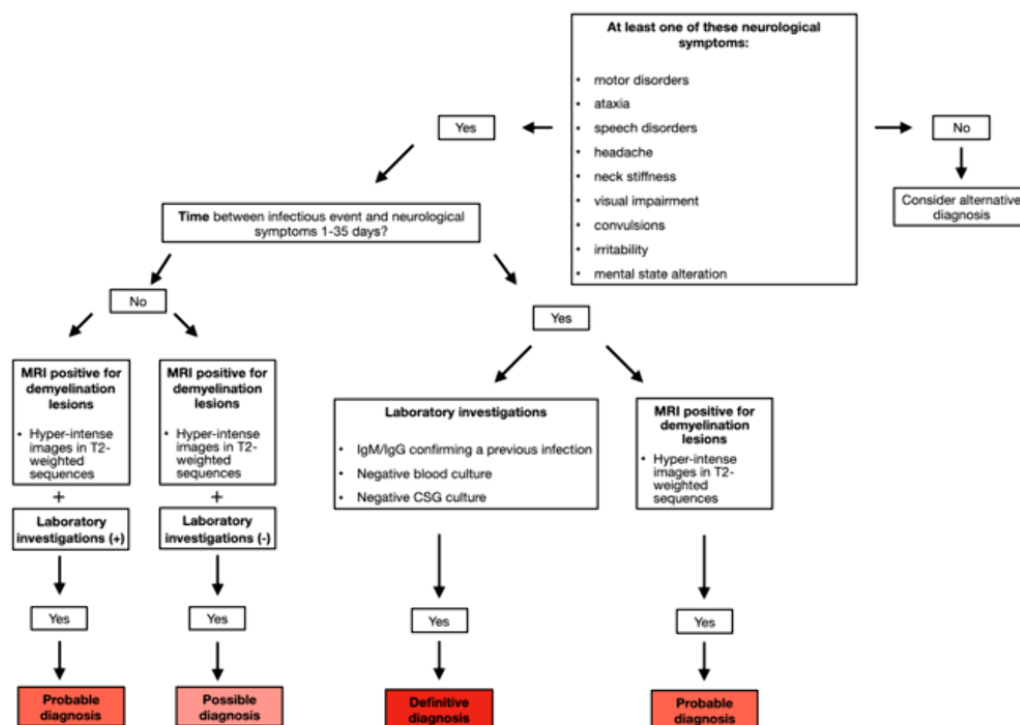 At least one of these neurological
symptoms:
• motor disorders
• ataxia
• speech disorders
• headache
• neck stiffness
• visual impairment
• convulsions
• irritability
• mental state alteration
Yes
No
Consider alternative
diagnosis
Time between infectious event and neurological
symptoms 1-35 days?
No
Yes
MRI positive for
demyelination
lesions
• Hyper-intense
images in T2-
weighted
sequences
+
Laboratory
investigations (+)
Yes
Probable
diagnosis
MRI positive for
demyelination
lesions
• Hyper-intense
images in T2-
weighted
sequences
+
Laboratory
investigations (-)
Yes
Possible
diagnosis
Laboratory investigations
• IgM/IgG confirming a previous infection
• Negative blood culture
• Negative CSG culture
Yes
Definitive
diagnosis
MRI positive for
demyelination lesions
• Hyper-intense
images in T2-
weighted
sequences
Yes
Probable
diagnosis